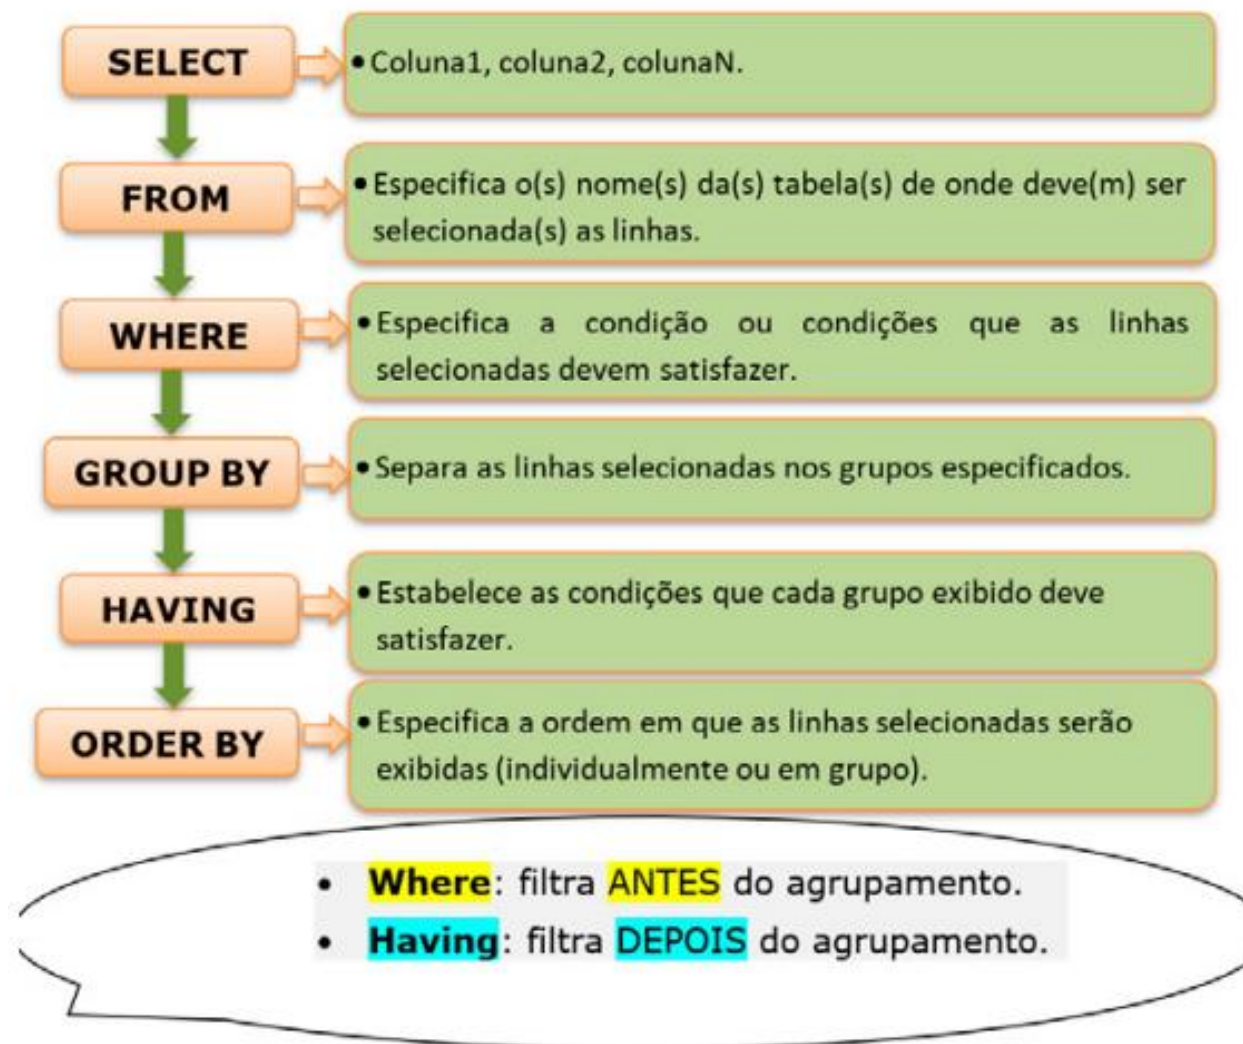 SELECT
• Coluna1, coluna2, colunaN.
FROM
• Especifica o(s) nome(s) da(s) tabela(s) de onde deve(m) ser
selecionada(s) as linhas.
WHERE
• Especifica a condição ou condições que as linhas
selecionadas devem satisfazer.
GROUP BY
• Separa as linhas selecionadas nos grupos especificados.
HAVING
• Estabelece as condições que cada grupo exibido deve
satisfazer.
ORDER BY
• Especifica a ordem em que as linhas selecionadas serão
exibidas (individualmente ou em grupo).
• Where: filtra ANTES do agrupamento.
• Having: filtra DEPOIS do agrupamento.